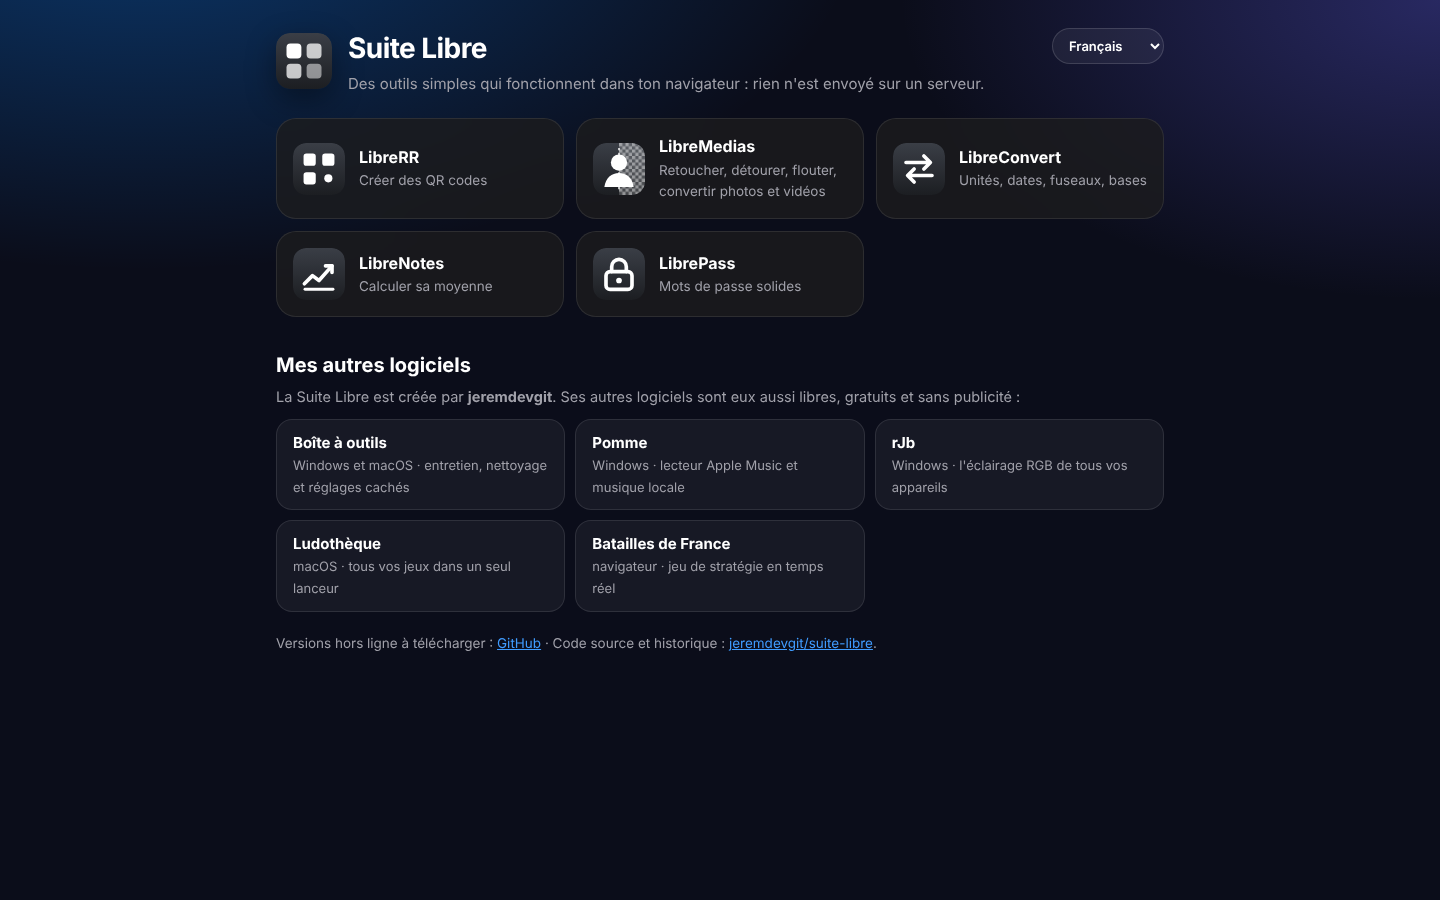 Suite Libre
Français
Des outils simples qui fonctionnent dans ton navigateur : rien n'est envoyé sur un serveur.
LibreRR
Créer des QR codes
LibreMedias
Retoucher, détourer, flouter,
convertir photos et vidéos
LibreConvert
Unités, dates, fuseaux, bases
LibreNotes
Calculer sa moyenne
LibrePass
Mots de passe solides
Mes autres logiciels
La Suite Libre est créée par jeremdevgit. Ses autres logiciels sont eux aussi libres, gratuits et sans publicité :
Boîte à outils
Windows et macOS · entretien, nettoyage
et réglages cachés
Pomme
Windows · lecteur Apple Music et
musique locale
rJb
Windows · l'éclairage RGB de tous vos
appareils
Ludothèque
macOS · tous vos jeux dans un seul
lanceur
Batailles de France
navigateur · jeu de stratégie en temps
réel
Versions hors ligne à télécharger : GitHub · Code source et historique : jeremdevgit/suite-libre.